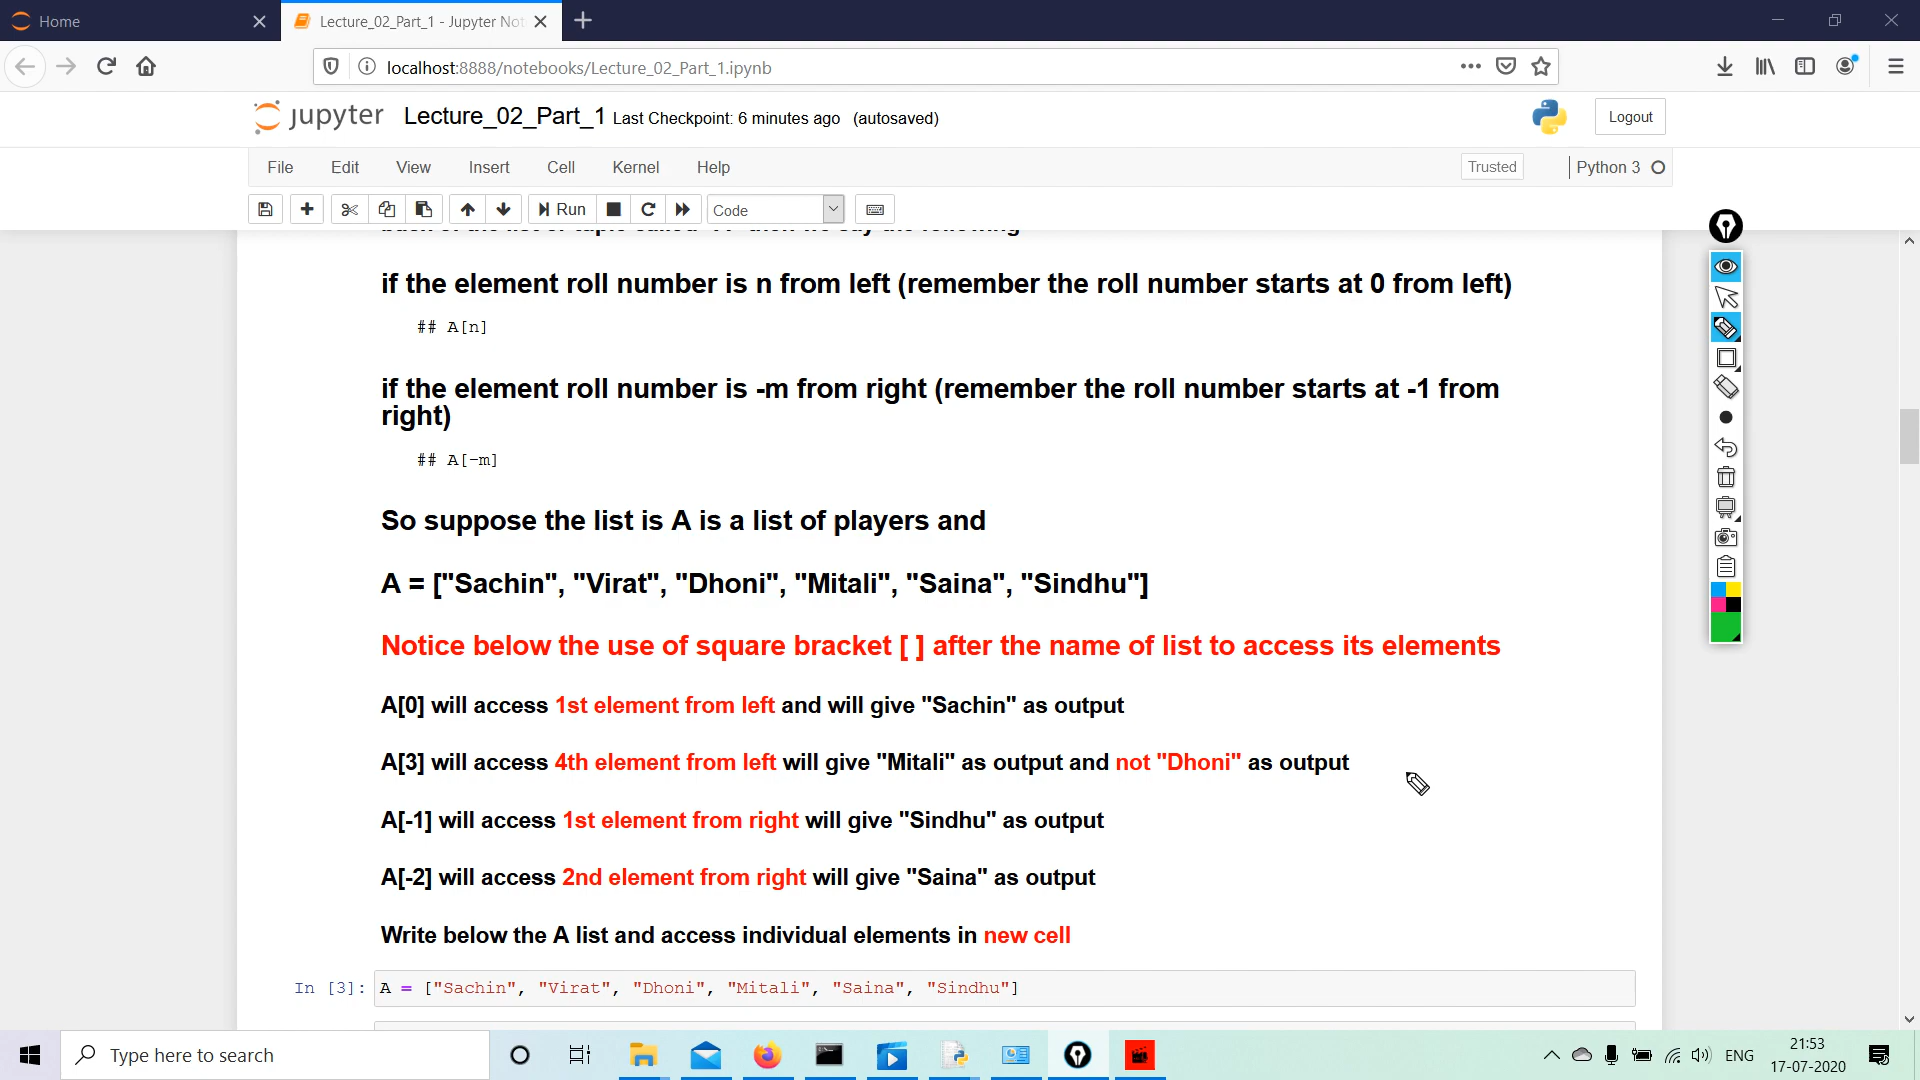 Home
Lecture_02_Part_1 - Jupyter Not
localhost:8888/notebooks/Lecture_02_Part_1.ipynb
jupyter Lecture_02_Part_1 Last Checkpoint: 6 minutes ago (autosaved)
Logout
File Edit View Insert Cell Kernel Help
Trusted
Python 3
Run
Code
if the element roll number is n from left (remember the roll number starts at 0 from left)
## A[n]
if the element roll number is -m from right (remember the roll number starts at -1 from
right)
## A[-m]
So suppose the list is A is a list of players and
A = ["Sachin", "Virat", "Dhoni", "Mitali", "Saina", "Sindhu"]
Notice below the use of square bracket [ ] after the name of list to access its elements
A[0] will access 1st element from left and will give "Sachin" as output
A[3] will access 4th element from left will give "Mitali" as output and not "Dhoni" as output
A[-1] will access 1st element from right will give "Sindhu" as output
A[-2] will access 2nd element from right will give "Saina" as output
Write below the A list and access individual elements in new cell
In [3]: A = ["Sachin", "Virat", "Dhoni", "Mitali", "Saina", "Sindhu"]
Type here to search
ENG
21:53
17-07-2020